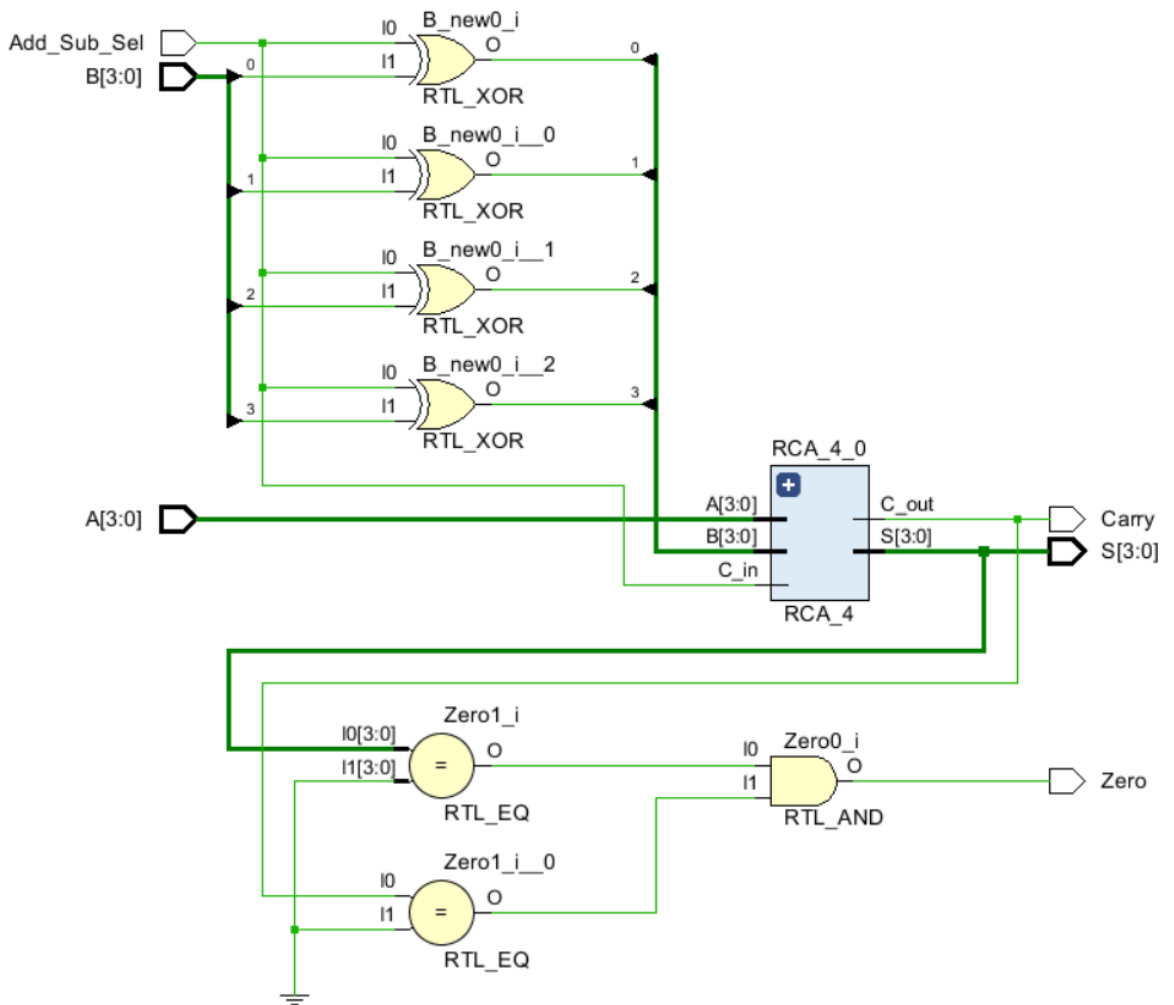 Add_Sub_Sel
B[3:0]
0
1
2
3
I0
I1
B_new0_i
O
RTL_XOR
0
I0
I1
B_new0_i__0
O
RTL_XOR
1
I0
I1
B_new0_i__1
O
RTL_XOR
2
I0
I1
B_new0_i__2
O
RTL_XOR
3
A[3:0]
RCA_4_0
+
A[3:0]
B[3:0]
C_in
C_out
S[3:0]
RCA_4
Carry
S[3:0]
Zero1_i
I0[3:0]
I1[3:0]
=
O
RTL_EQ
Zero0_i
I0
I1
O
RTL_AND
Zero
Zero1_i__0
I0
I1
=
O
RTL_EQ